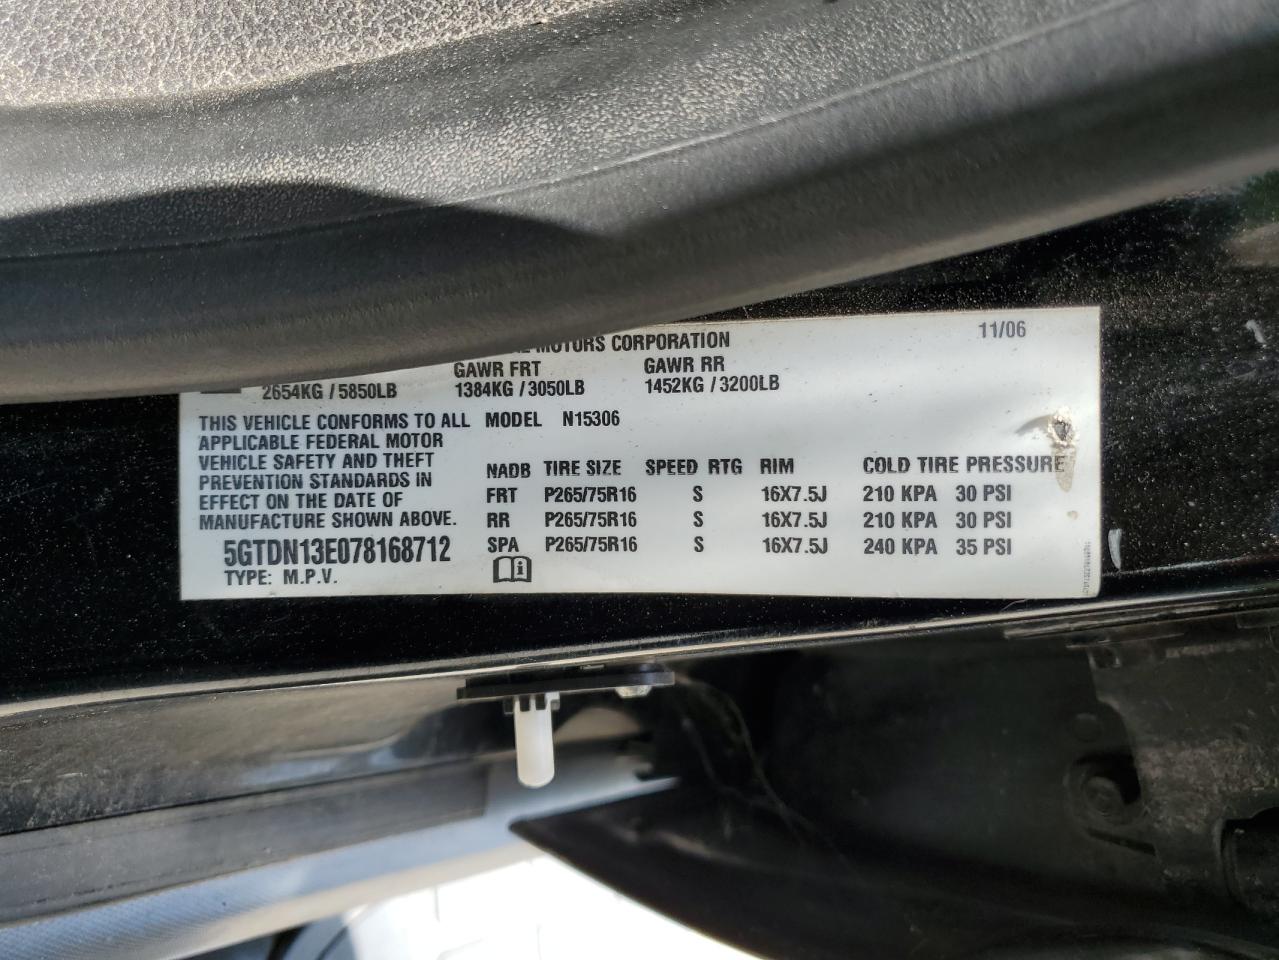 MOTORS CORPORATION 11/06
GAWR FRT GAWR RR
2654KG / 5850LB 1384KG / 3050LB 1452KG / 3200LB
THIS VEHICLE CONFORMS TO ALL MODEL N15306
APPLICABLE FEDERAL MOTOR
VEHICLE SAFETY AND THEFT NADB TIRE SIZE SPEED RTG RIM COLD TIRE PRESSURE
PREVENTION STANDARDS IN FRT P265/75R16 S 16X7.5J 210 KPA 30 PSI
EFFECT ON THE DATE OF
MANUFACTURE SHOWN ABOVE. RR P265/75R16 S 16X7.5J 210 KPA 30 PSI
5GTDN13E078168712 SPA P265/75R16 S 16X7.5J 240 KPA 35 PSI
TYPE: M.P.V.